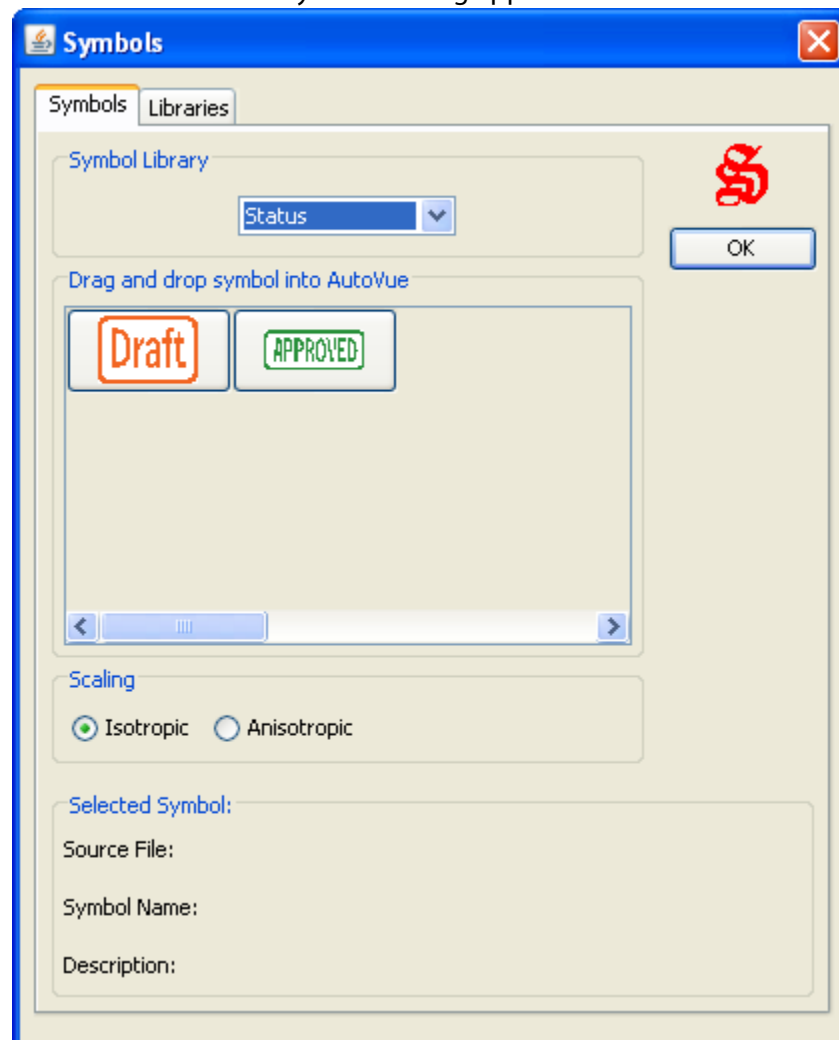 Symbols
Symbols Libraries
Symbol Library
Status
S
OK
Drag and drop symbol into AutoVue
Draft APPROVED
Scaling
Isotropic Anisotropic
Selected Symbol:
Source File:
Symbol Name:
Description: